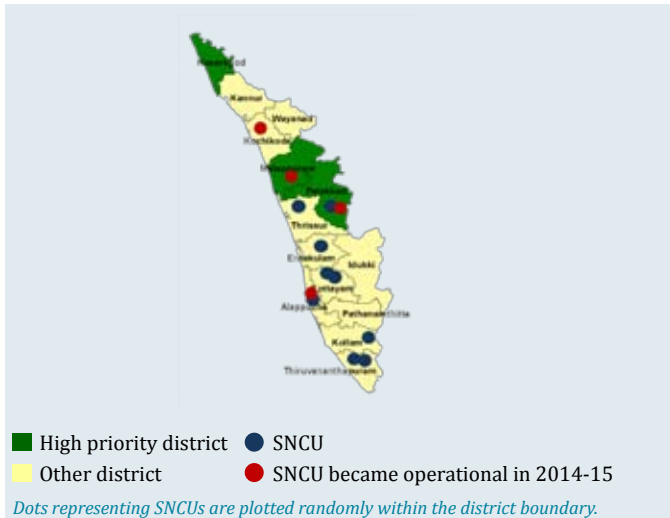 Kannur
Wayanad
Kozhikode
Palakkad
Thrissur
Ernakulam
Idukki
Kottayam
Alappuzha
Pathanamthitta
Kollam
Thiruvananthapuram
High priority district
SNCU
Other district
SNCU became operational in 2014-15
Dots representing SNCUs are plotted randomly within the district boundary.